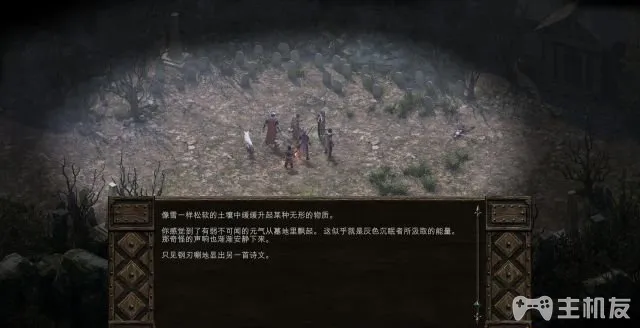 像雪一样松软的土壤中缓缓升起某种无形的物质。
你感觉到了有弱不可闻的元气从墓地里飘起。 这似乎就是灰色沉眠者所汲取的能量。
那奇怪的声响也渐渐安静下来。
只见钢刃唰地显出另一首诗文。
主机友